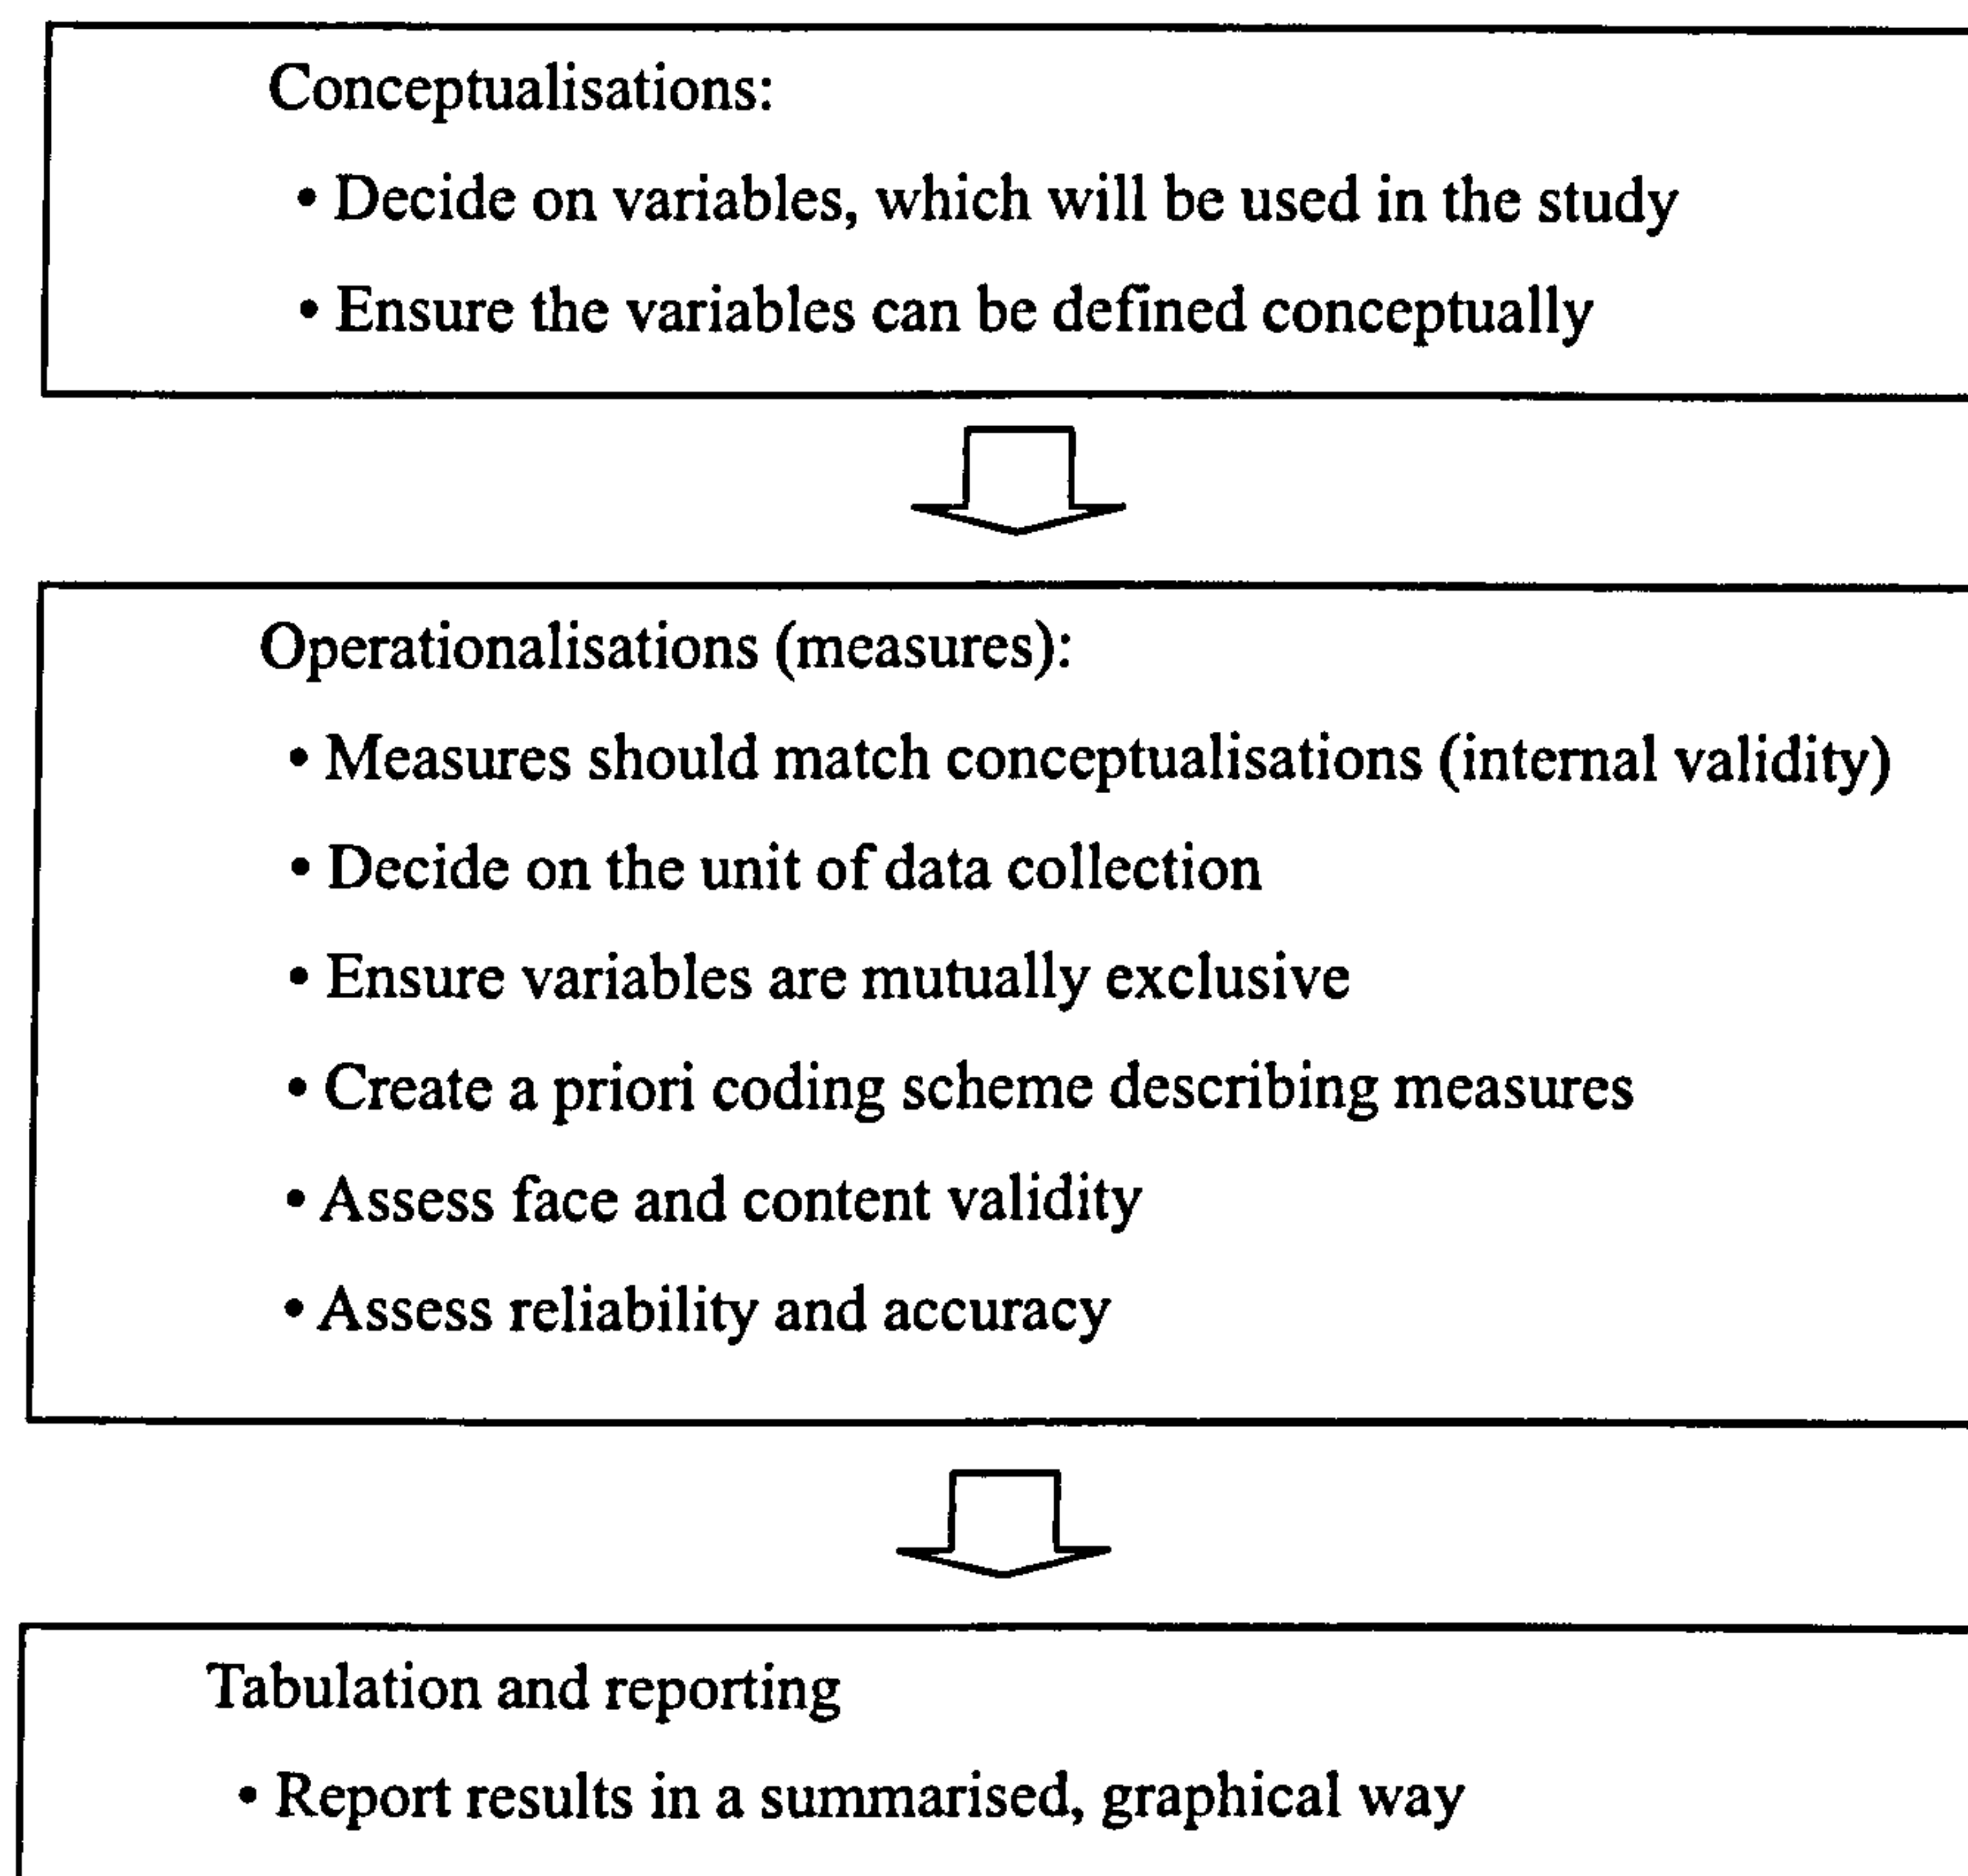 Conceptualisations:
• Decide on variables, which will be used in the study
• Ensure the variables can be defined conceptually
Operationalisations (measures):
• Measures should match conceptualisations (internal validity)
• Decide on the unit of data collection
• Ensure variables are mutually exclusive
• Create a priori coding scheme describing measures
• Assess face and content validity
• Assess reliability and accuracy
Tabulation and reporting
• Report results in a summarised, graphical way